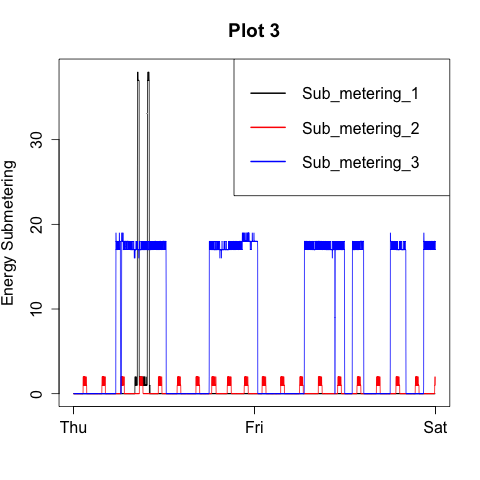 Plot 3
Sub_metering_1
Sub_metering_2
Sub_metering_3
Energy Submetering
30
20
10
0
Thu Fri Sat